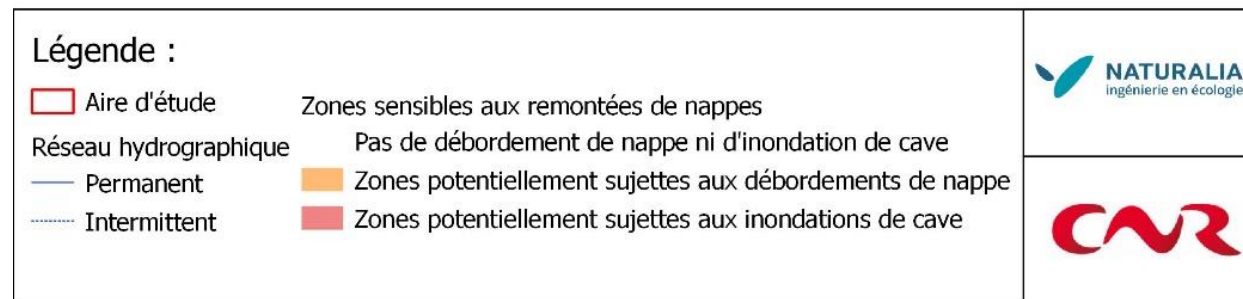 Légende :
Aire d'étude
Réseau hydrographique
Permanent
Intermittent
Zones sensibles aux remontées de nappes
Pas de débordement de nappe ni d'inondation de cave
Zones potentiellement sujettes aux débordements de nappe
Zones potentiellement sujettes aux inondations de cave
NATURALIA
ingénierie en écologie
CNR